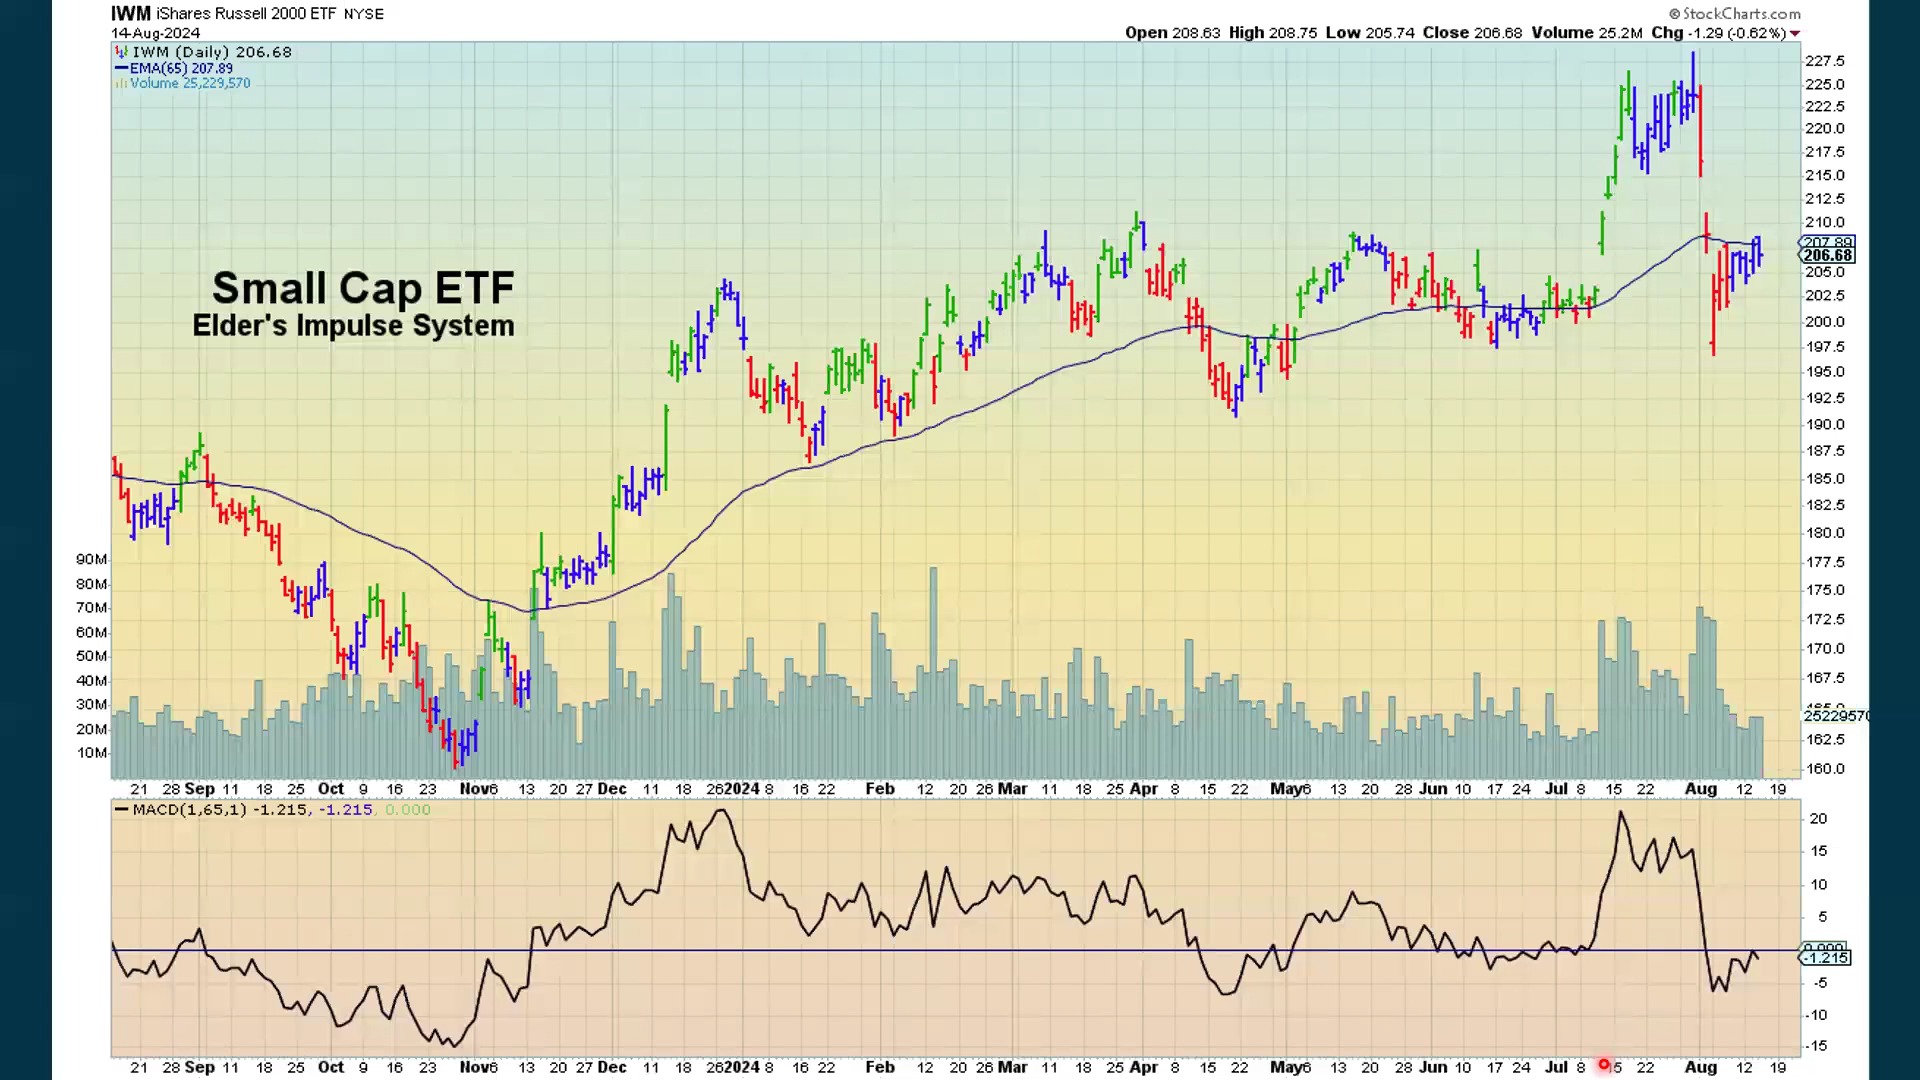 IWM iShares Russell 2000 ETF NYSE
© StockCharts.com
14-Aug-2024
Open 208.63 High 208.75 Low 205.74 Close 206.68 Volume 25.2M Chg -1.29 (-0.62%)
IWM (Daily) 206.68
EMA(65) 207.89
Volume 25,229,570
Small Cap ETF
Elder's Impulse System
227.5
225.0
222.5
220.0
217.5
215.0
212.5
210.0
207.89
206.68
205.0
202.5
200.0
197.5
195.0
192.5
190.0
187.5
185.0
182.5
180.0
177.5
175.0
172.5
170.0
167.5
165.0
25229570
162.5
160.0
90M
80M
70M
60M
50M
40M
30M
20M
10M
21 28 Sep 11 18 25 Oct 9 16 23 Nov 6 13 20 27 Dec 11 18 26 2024 8 16 22 Feb 12 20 26 Mar 11 18 25 Apr 8 15 22 May 6 13 20 28 Jun 10 17 24 Jul 8 15 22 Aug 12 19
MACD(1,65,1) -1.215, -1.215, 0.000
20
15
10
5
0.000
-1.215
-5
-10
-15
21 28 Sep 11 18 25 Oct 9 16 23 Nov 6 13 20 27 Dec 11 18 26 2024 8 16 22 Feb 12 20 26 Mar 11 18 25 Apr 8 15 22 May 6 13 20 28 Jun 10 17 24 Jul 8 15 22 Aug 12 19